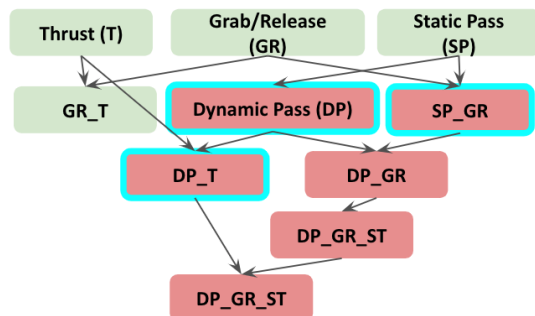 Thrust (T)
Grab/Release
(GR)
Static Pass
(SP)
GR_T
Dynamic Pass (DP)
SP_GR
DP_T
DP_GR
DP_GR_ST
DP_GR_ST